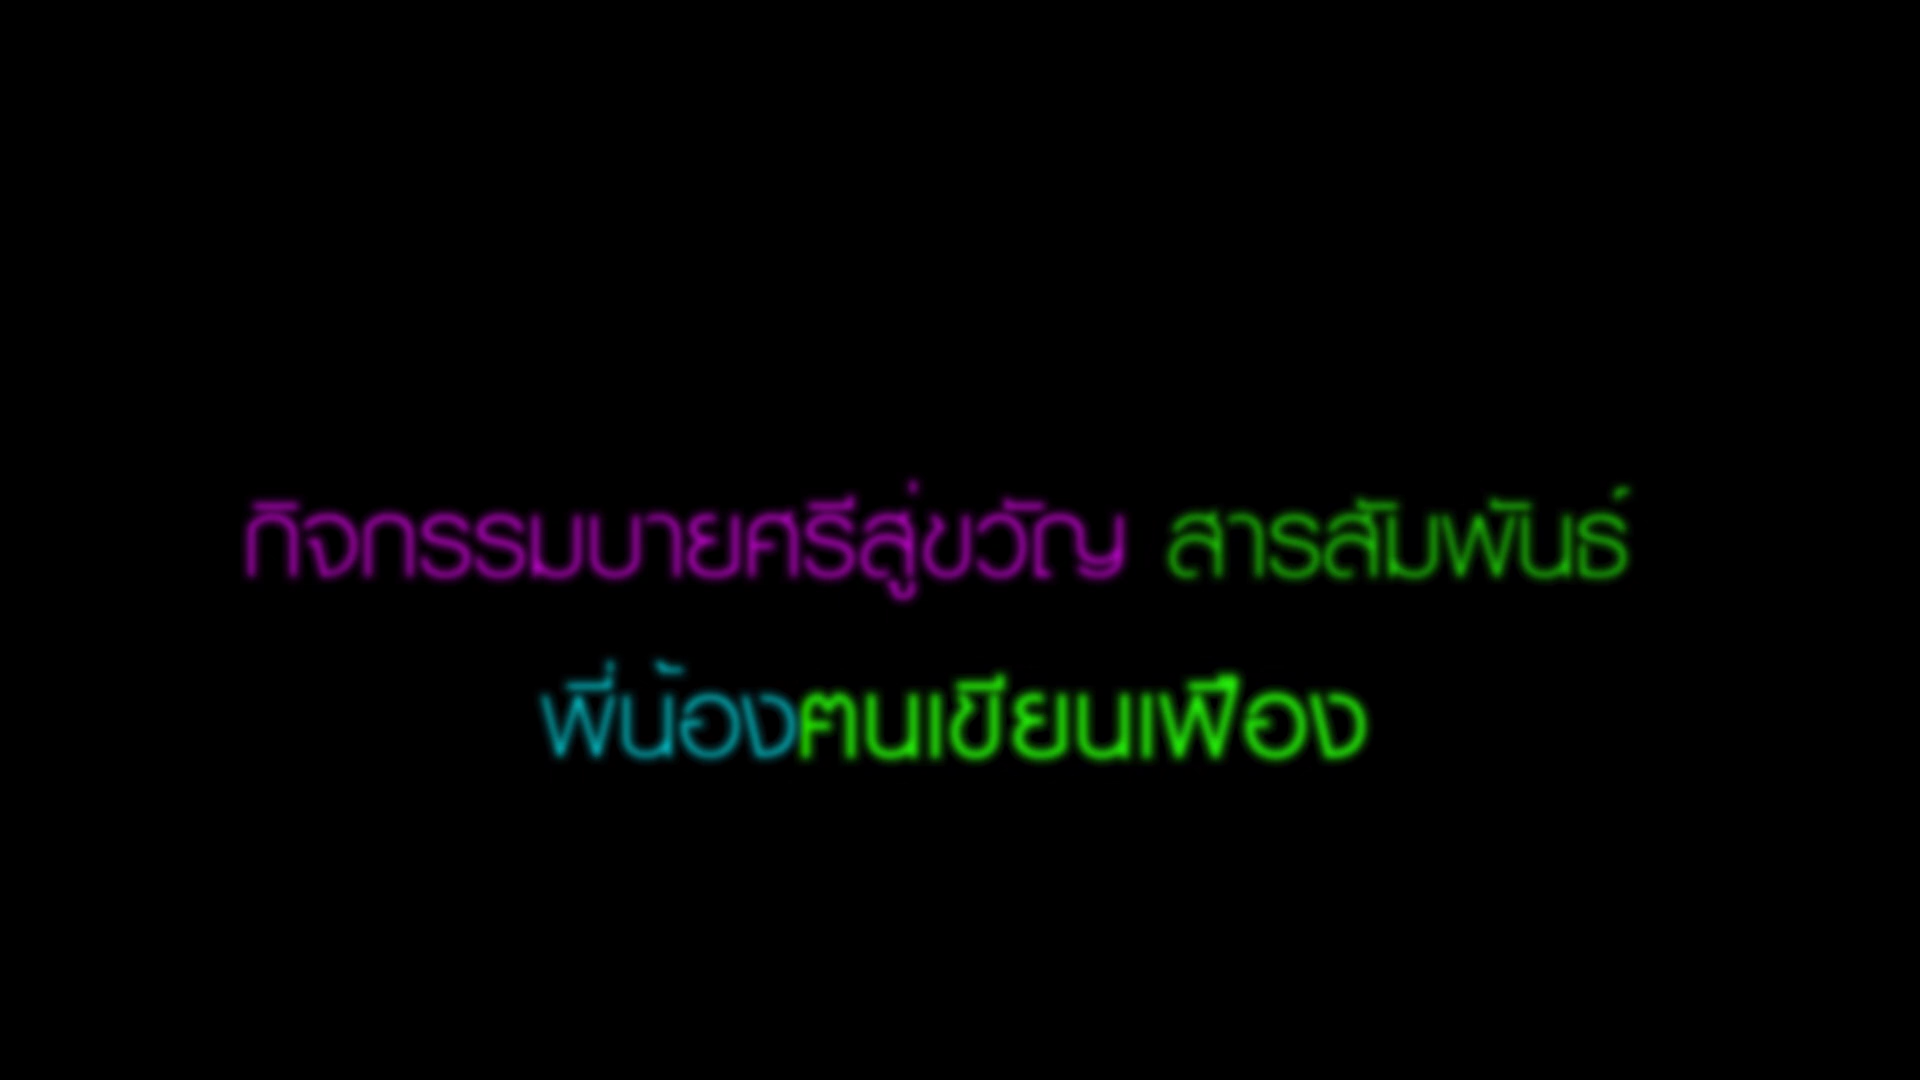 กิจกรรมบายศรีสู่ขวัญ สารสัมพันธ์
พี่น้องฅนเขียนเฟือง